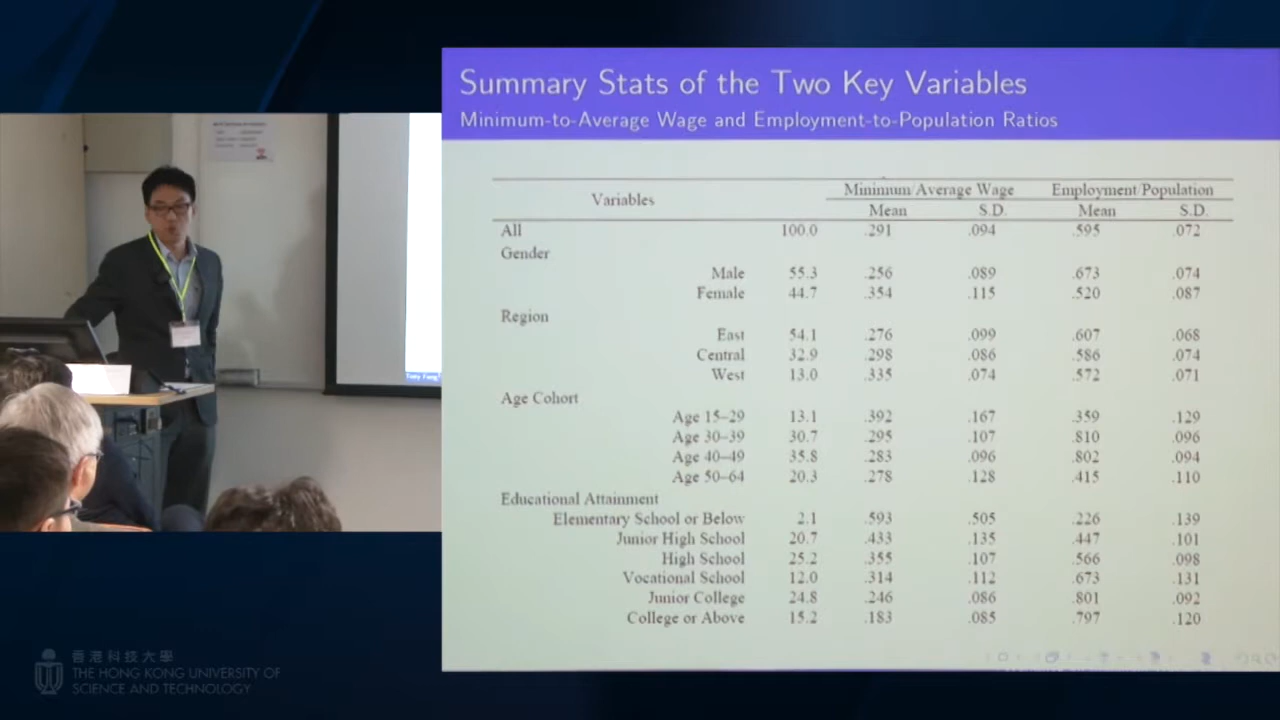 Summary Stats of the Two Key Variables
Minimum-to-Average Wage and Employment-to-Population Ratios
Variables Minimum/Average Wage Employment/Population
Mean S.D. Mean S.D.
All 100.0 .291 .094 .595 .072
Gender
Male 55.3 .256 .089 .673 .074
Female 44.7 .354 .115 .520 .087
Region
East 54.1 .276 .099 .607 .068
Central 32.9 .298 .086 .586 .074
West 13.0 .335 .074 .572 .071
Age Cohort
Age 15–29 13.1 .392 .167 .359 .129
Age 30–39 30.7 .295 .107 .810 .096
Age 40–49 35.8 .283 .096 .802 .094
Age 50–64 20.3 .278 .128 .415 .110
Educational Attainment
Elementary School or Below 2.1 .593 .505 .226 .139
Junior High School 20.7 .433 .135 .447 .101
High School 25.2 .355 .107 .566 .098
Vocational School 12.0 .314 .112 .673 .131
Junior College 24.8 .246 .086 .801 .092
College or Above 15.2 .183 .085 .797 .120
Tony Fang
香港科技大學
THE HONG KONG UNIVERSITY OF
SCIENCE AND TECHNOLOGY